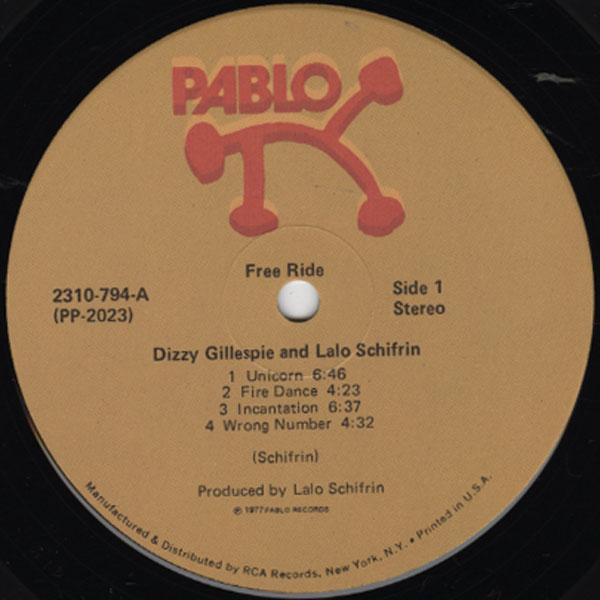 PABLO
Free Ride
2310-794-A
(PP-2023)
Side 1
Stereo
Dizzy Gillespie and Lalo Schifrin
1 Unicorn 6:46
2 Fire Dance 4:23
3 Incantation 6:37
4 Wrong Number 4:32
(Schifrin)
Produced by Lalo Schifrin
℗ 1977 PABLO RECORDS
Manufactured & Distributed by RCA Records, New York, N.Y. • Printed in U.S.A.